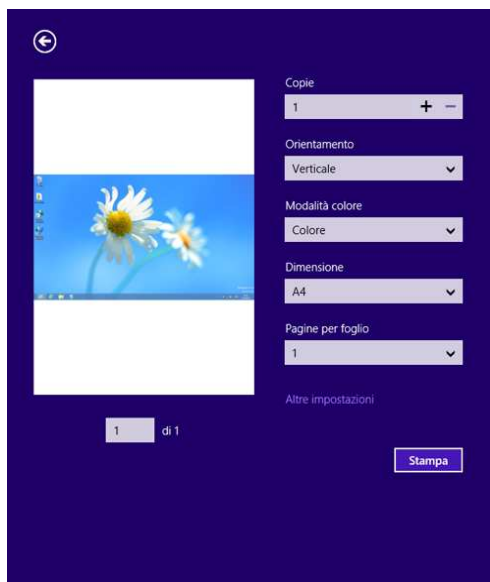 Copie
1
Orientamento
Verticale
Modalità colore
Colore
Dimensione
A4
Pagine per foglio
1
Altre impostazioni
1 di 1
Stampa